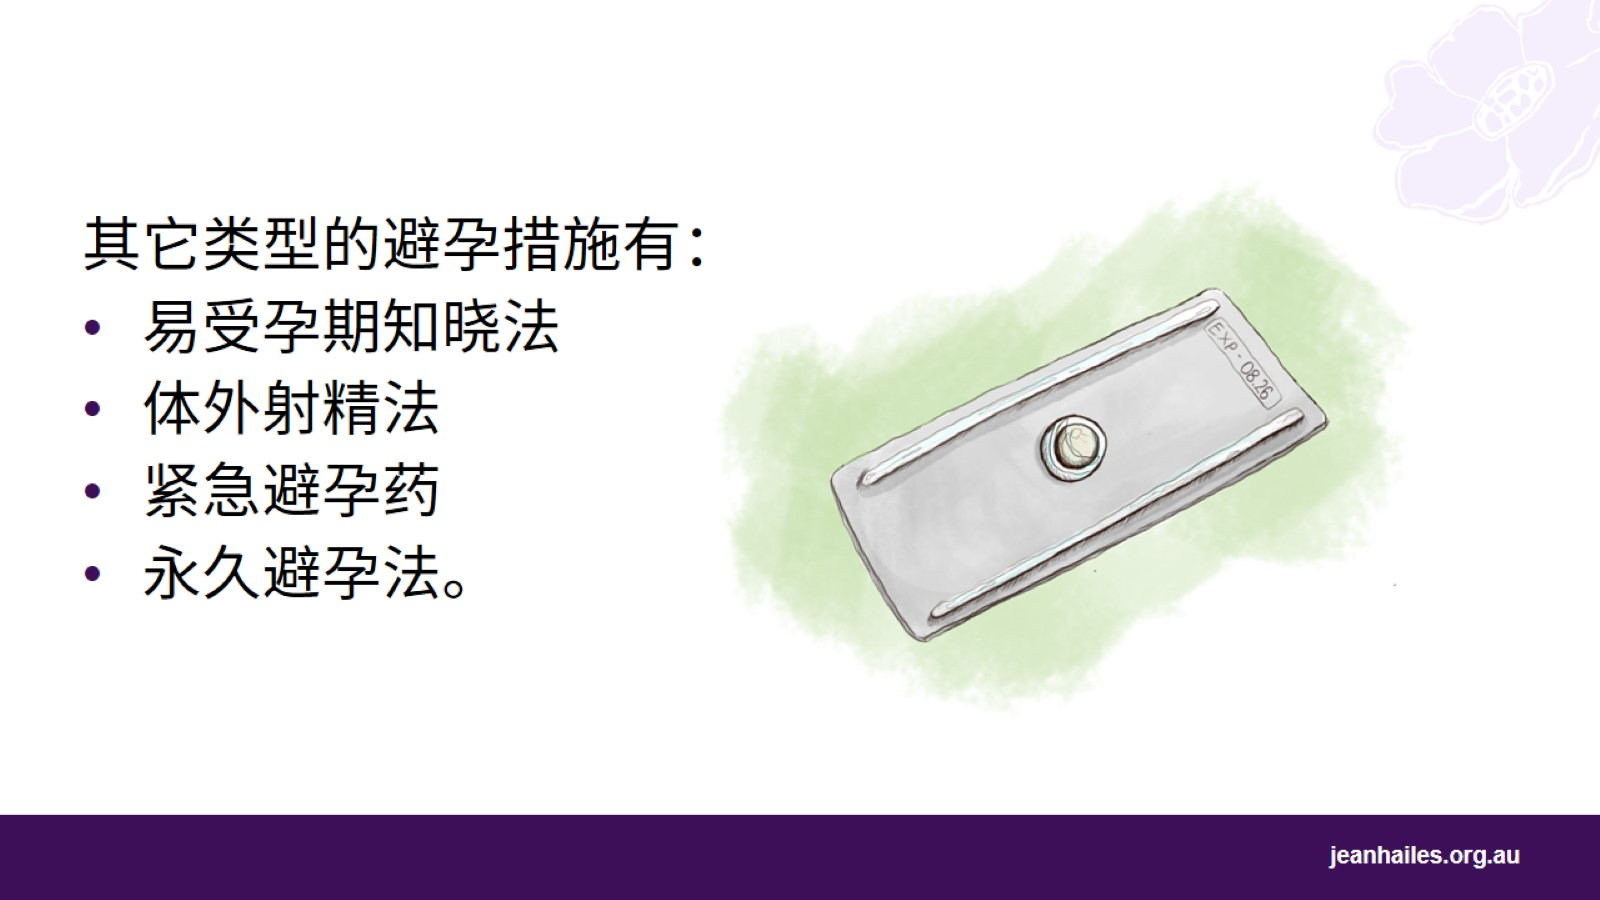 其它类型的避孕措施有：
• 易受孕期知晓法
• 体外射精法
• 紧急避孕药
• 永久避孕法。
EXP · 08.26
jeanhailes.org.au